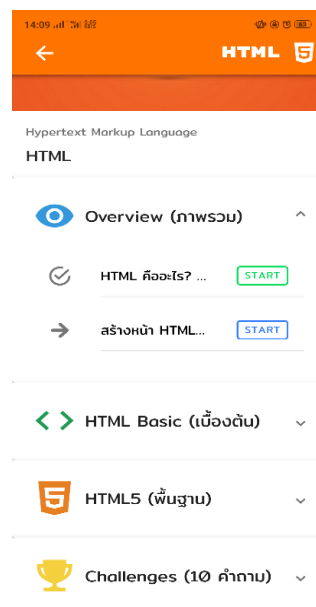 14:09
HTML
Hypertext Markup Language
HTML
Overview (ภาพรวม)
HTML คืออะไร? ...
START
สร้างหน้า HTML...
START
HTML Basic (เบื้องต้น)
HTML5 (พื้นฐาน)
Challenges (10 คำถาม)